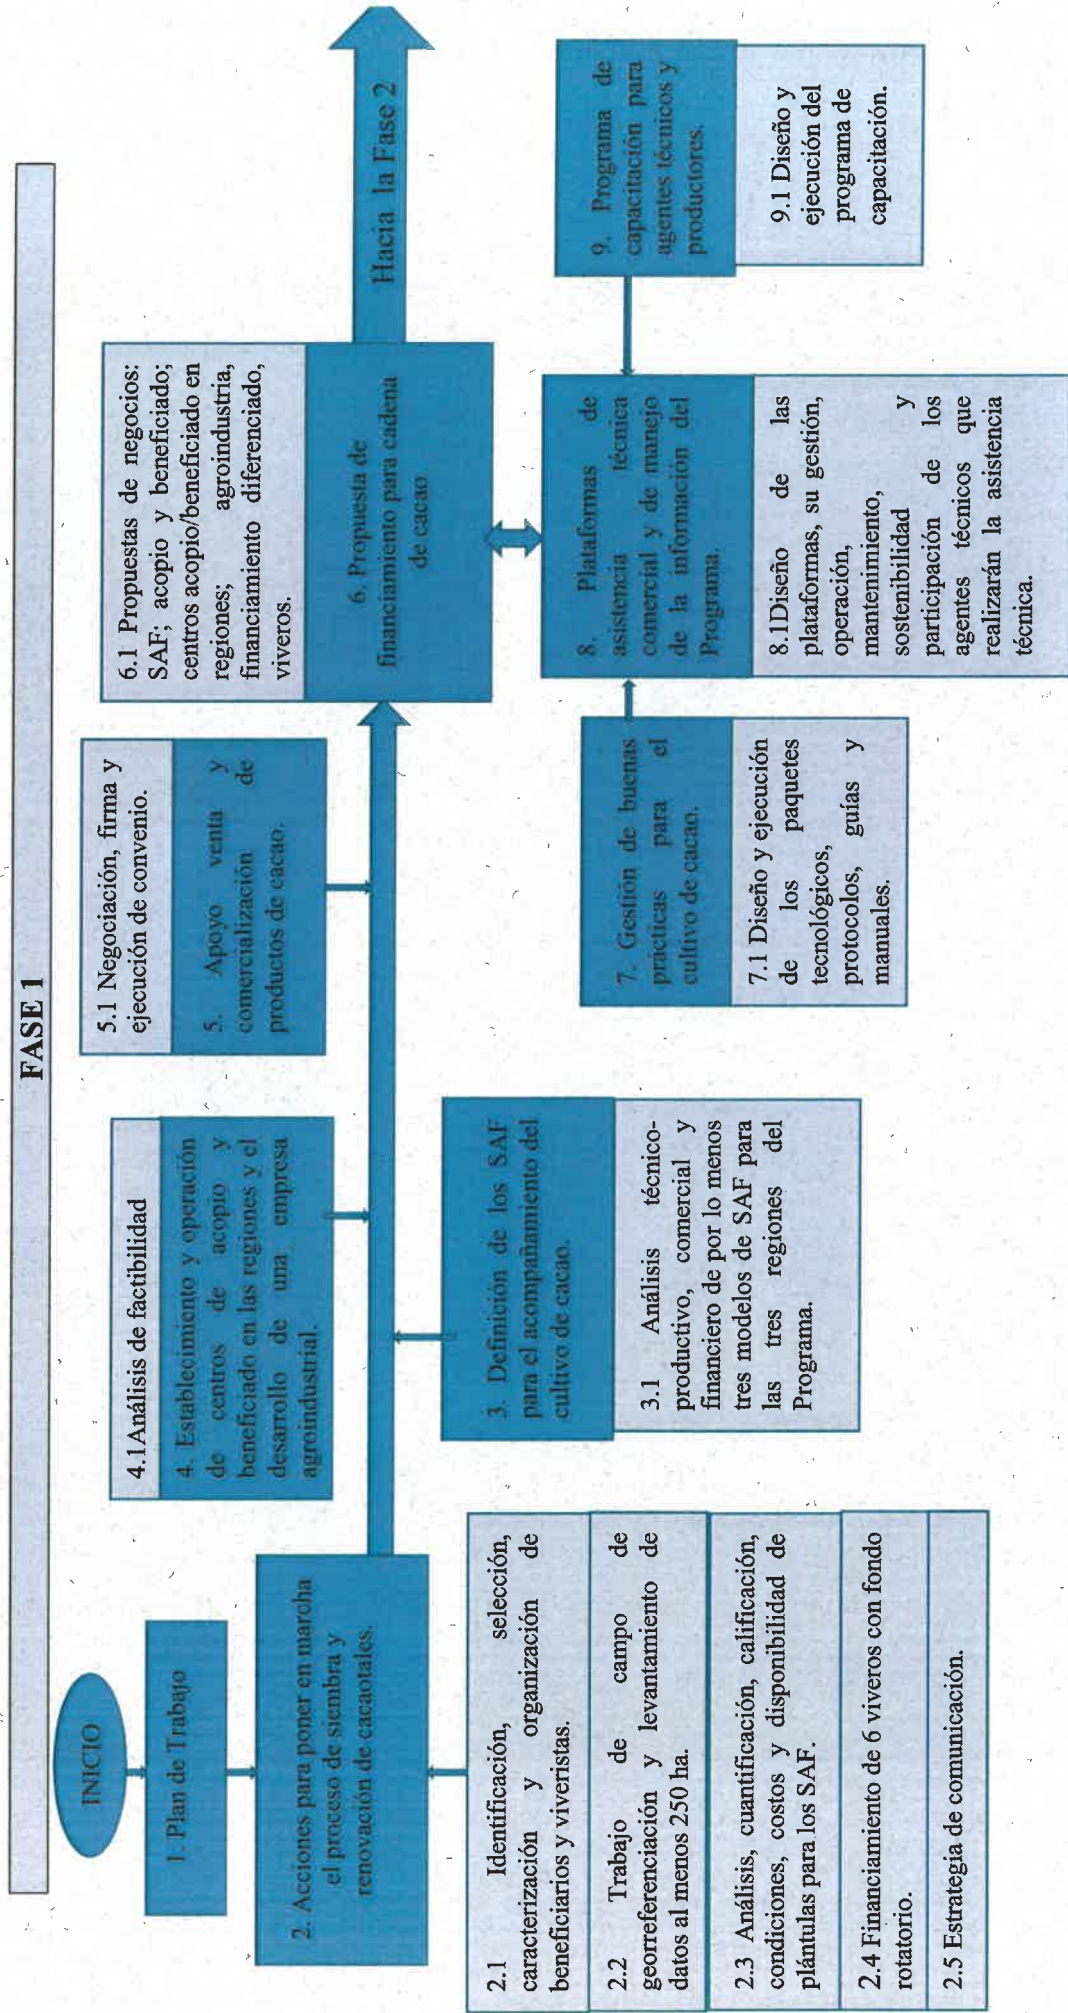 FASE 1
INICIO
1. Plan de Trabajo
2. Acciones para poner en marcha
el proceso de siembra y
renovación de cacaotales.
2.1 Identificación, selección,
caracterización y organización de
beneficiarios y viveristas.
2.2 Trabajo de campo de
georreferenciación y levantamiento de
datos al menos 250 ha.
2.3 Análisis, cuantificación, calificación,
condiciones, costos y disponibilidad de
plántulas para los SAF.
2.4 Financiamiento de 6 viveros con fondo
rotatorio.
2.5 Estrategia de comunicación.
4.1Análisis de factibilidad
4. Establecimiento y operación
de centros de acopio y
beneficiado en las regiones y el
desarrollo de una empresa
agroindustrial.
3. Definición de los SAF
para el acompañamiento del
cultivo de cacao.
3.1 Análisis técnico-
productivo, comercial y
financiero de por lo menos
tres modelos de SAF para
las tres regiones del
Programa.
5.1 Negociación, firma y
ejecución de convenio.
5. Apoyo venta y
comercialización de
productos de cacao.
6.1 Propuestas de negocios:
SAF; acopio y beneficiado;
centros acopio/beneficiado en
regiones; agroindustria,
financiamiento diferenciado,
viveros.
6. Propuesta de
financiamiento para cadena
de cacao
Hacia la Fase 2
7. Gestión de buenas
prácticas para el
cultivo de cacao.
7.1 Diseño y ejecución
de los paquetes
tecnológicos,
protocolos, guías y
manuales.
8. Plataformas de
asistencia técnica
comercial y de manejo
de la información del
Programa.
8.1Diseño de las
plataformas, su gestión,
operación,
mantenimiento,
sostenibilidad y
participación de los
agentes técnicos que
realizarán la asistencia
técnica.
9. Programa de
capacitación para
agentes técnicos y
productores.
9.1 Diseño y
ejecución del
programa de
capacitación.